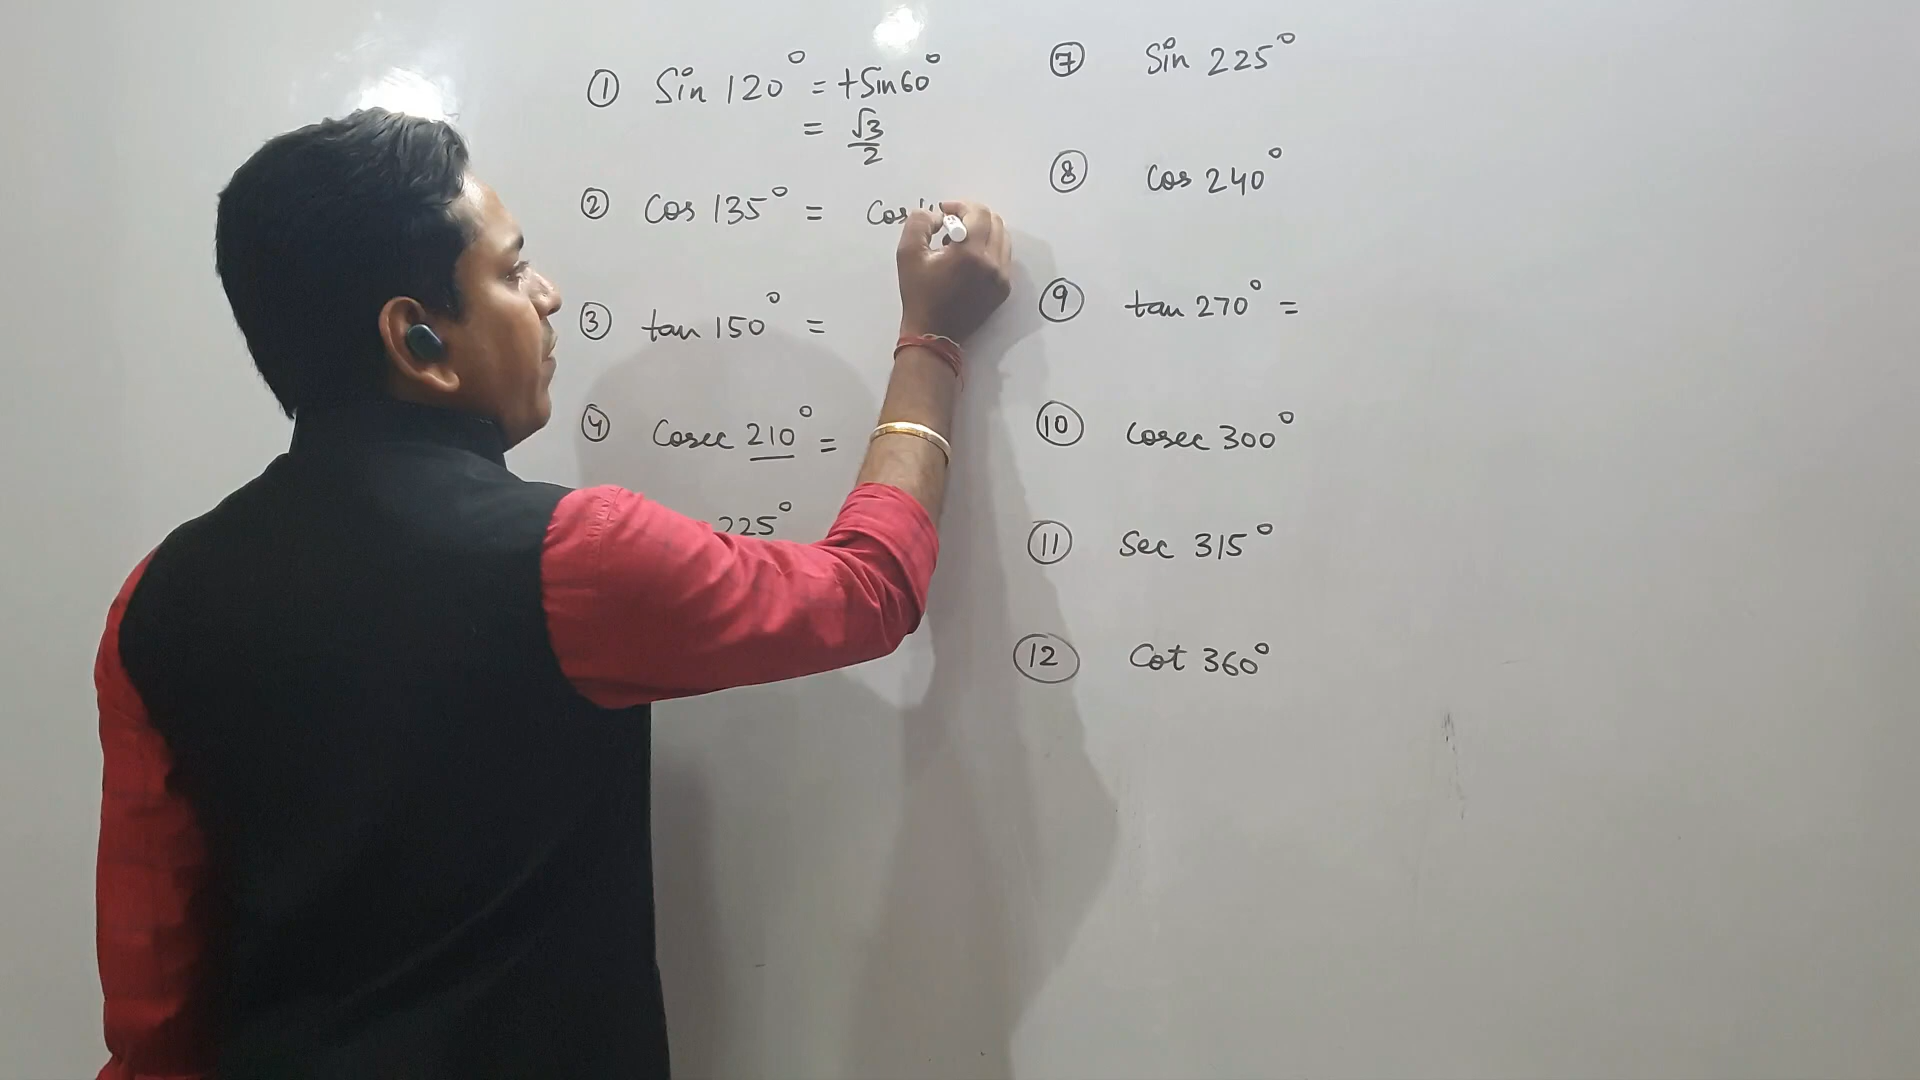 ① Sin 120° = +Sin60°
= √3/2
② Cos 135° = Cos
③ tan 150° =
④ Cosec 210° =
225°
⑦ Sin 225°
⑧ Cos 240°
⑨ tan 270° =
⑩ Cosec 300°
⑪ Sec 315°
⑫ Cot 360°